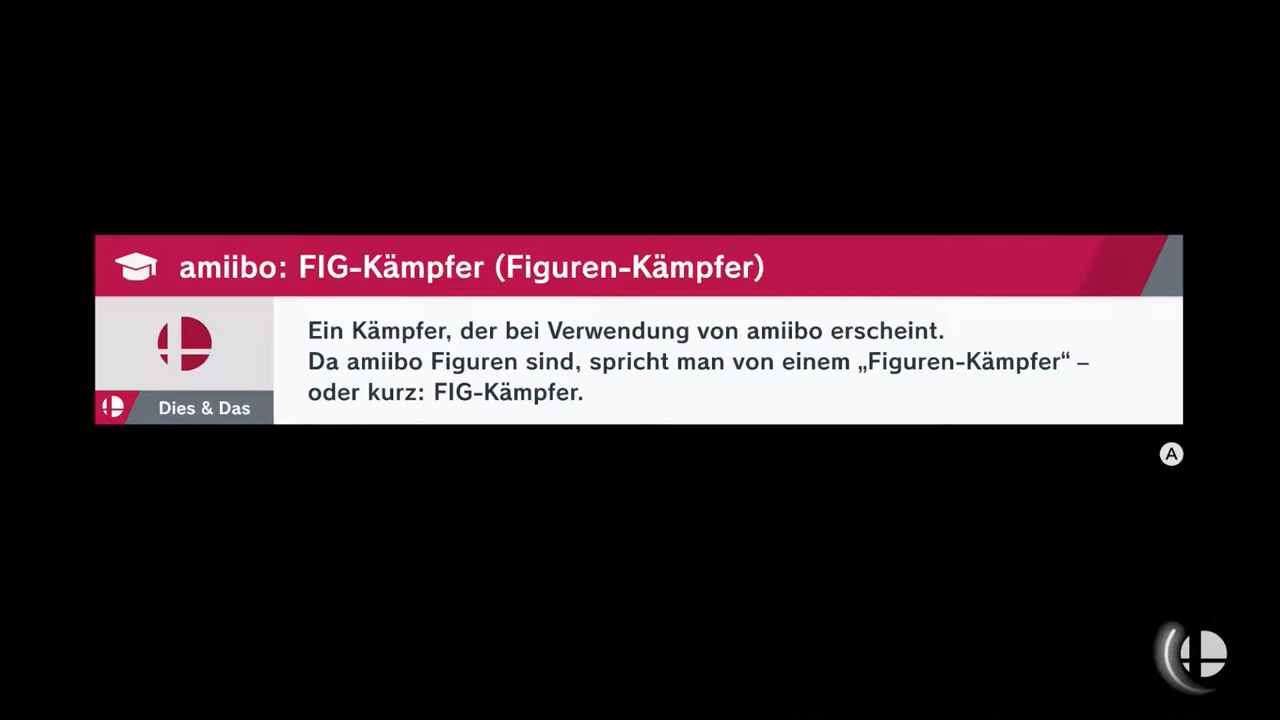 amiibo: FIG-Kämpfer (Figuren-Kämpfer)
Ein Kämpfer, der bei Verwendung von amiibo erscheint.
Da amiibo Figuren sind, spricht man von einem „Figuren-Kämpfer“ –
oder kurz: FIG-Kämpfer.
Dies & Das
A